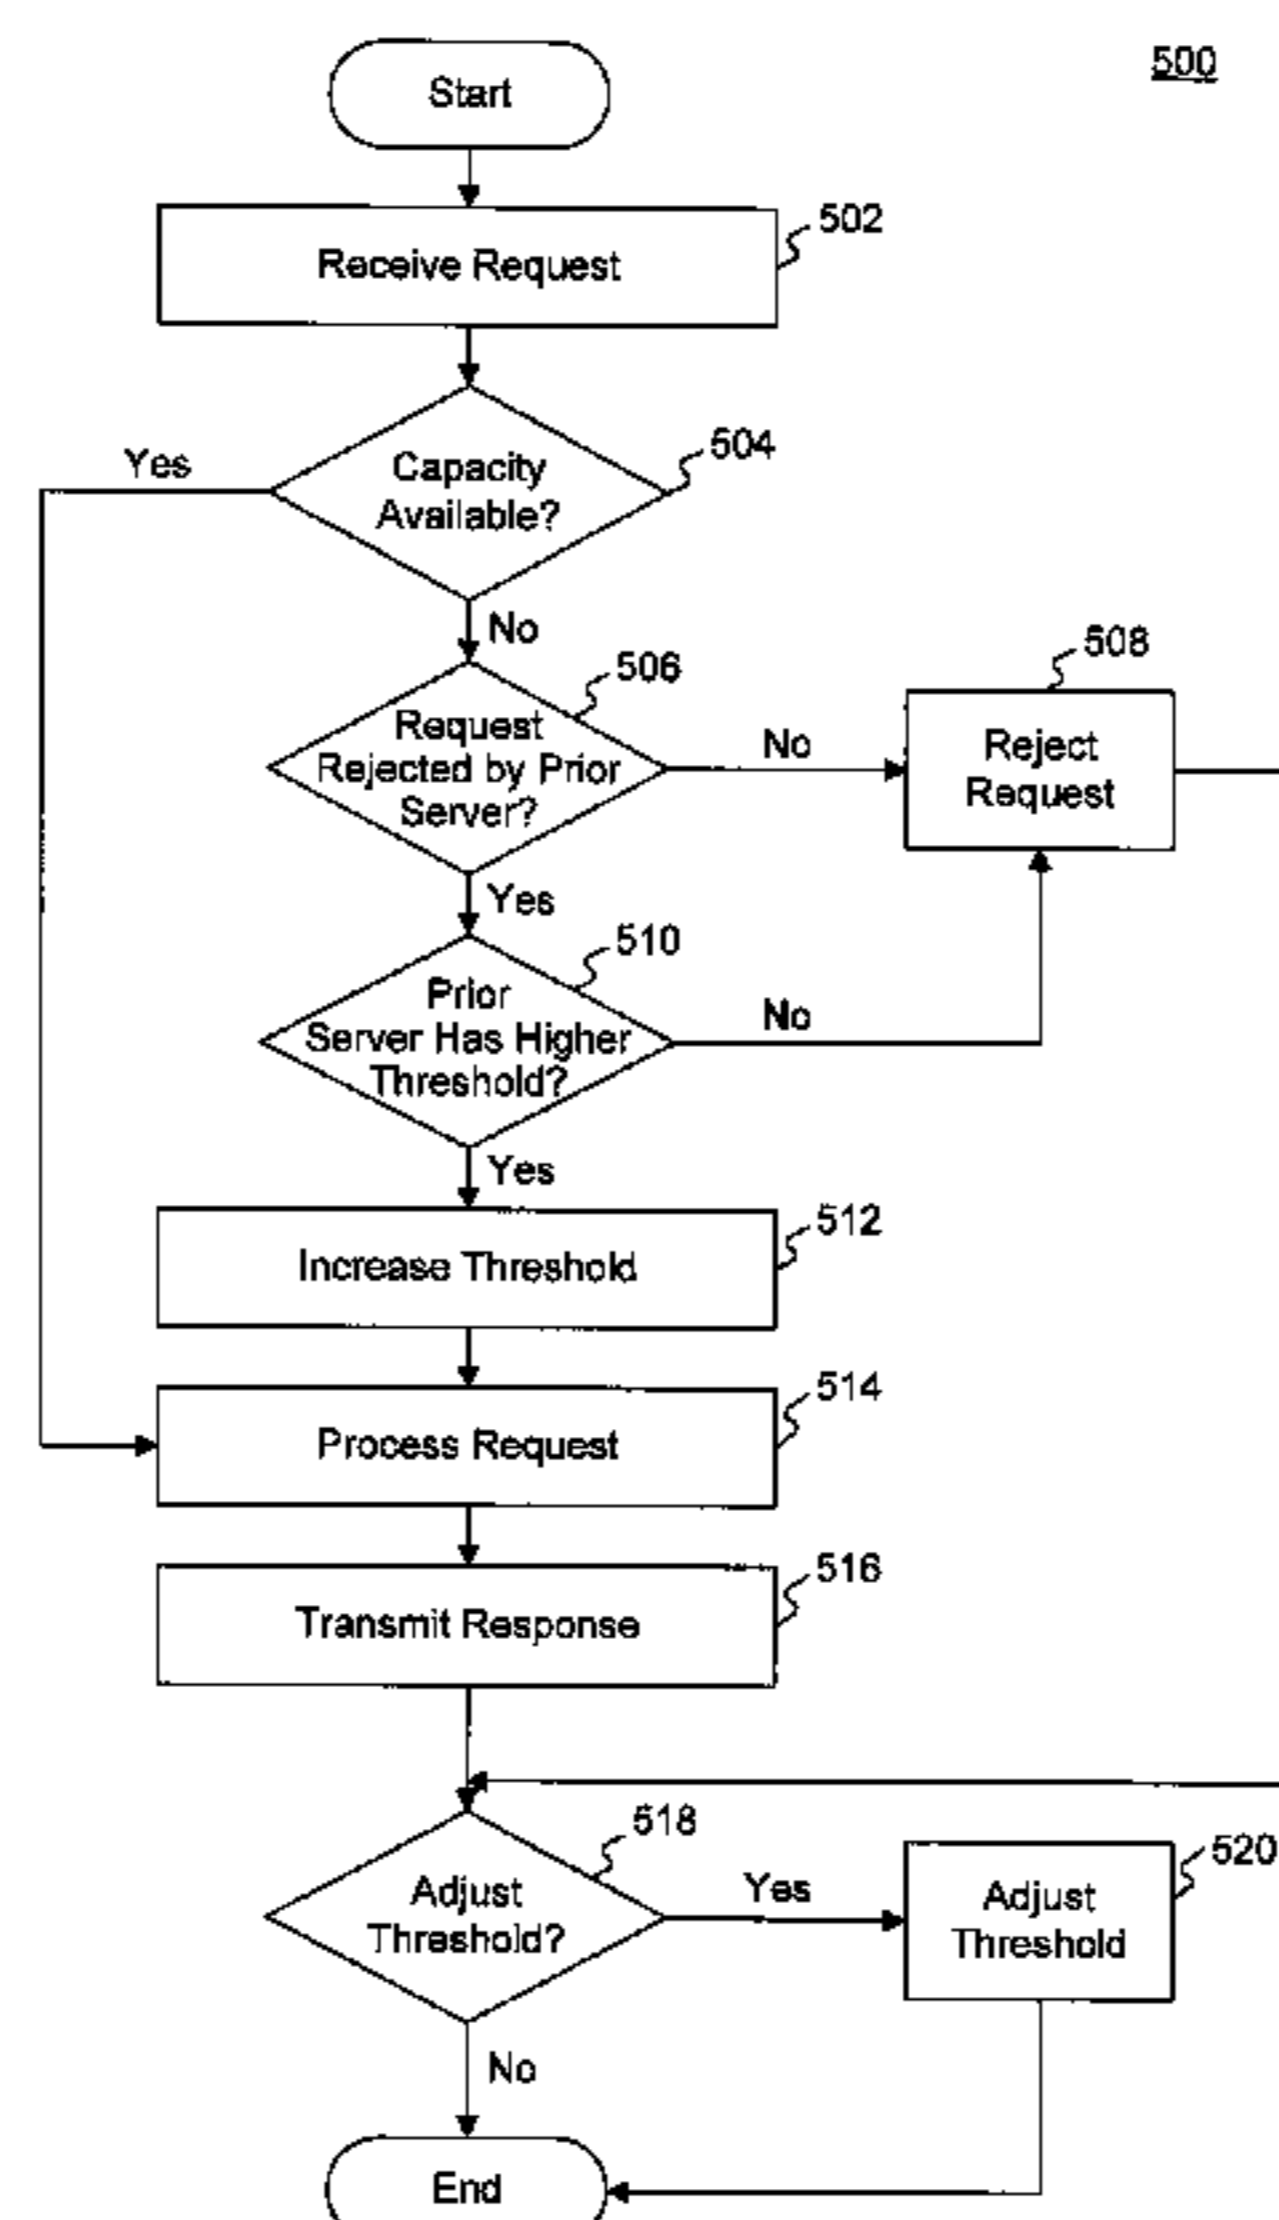 500
Start
502
Receive Request
504
Yes
Capacity
Available?
No
506
508
Request
Rejected by Prior
Server?
No
Reject
Request
Yes
510
Prior
Server Has Higher
Threshold?
No
Yes
512
Increase Threshold
514
Process Request
516
Transmit Response
518
520
Adjust
Threshold?
Yes
Adjust
Threshold
No
End